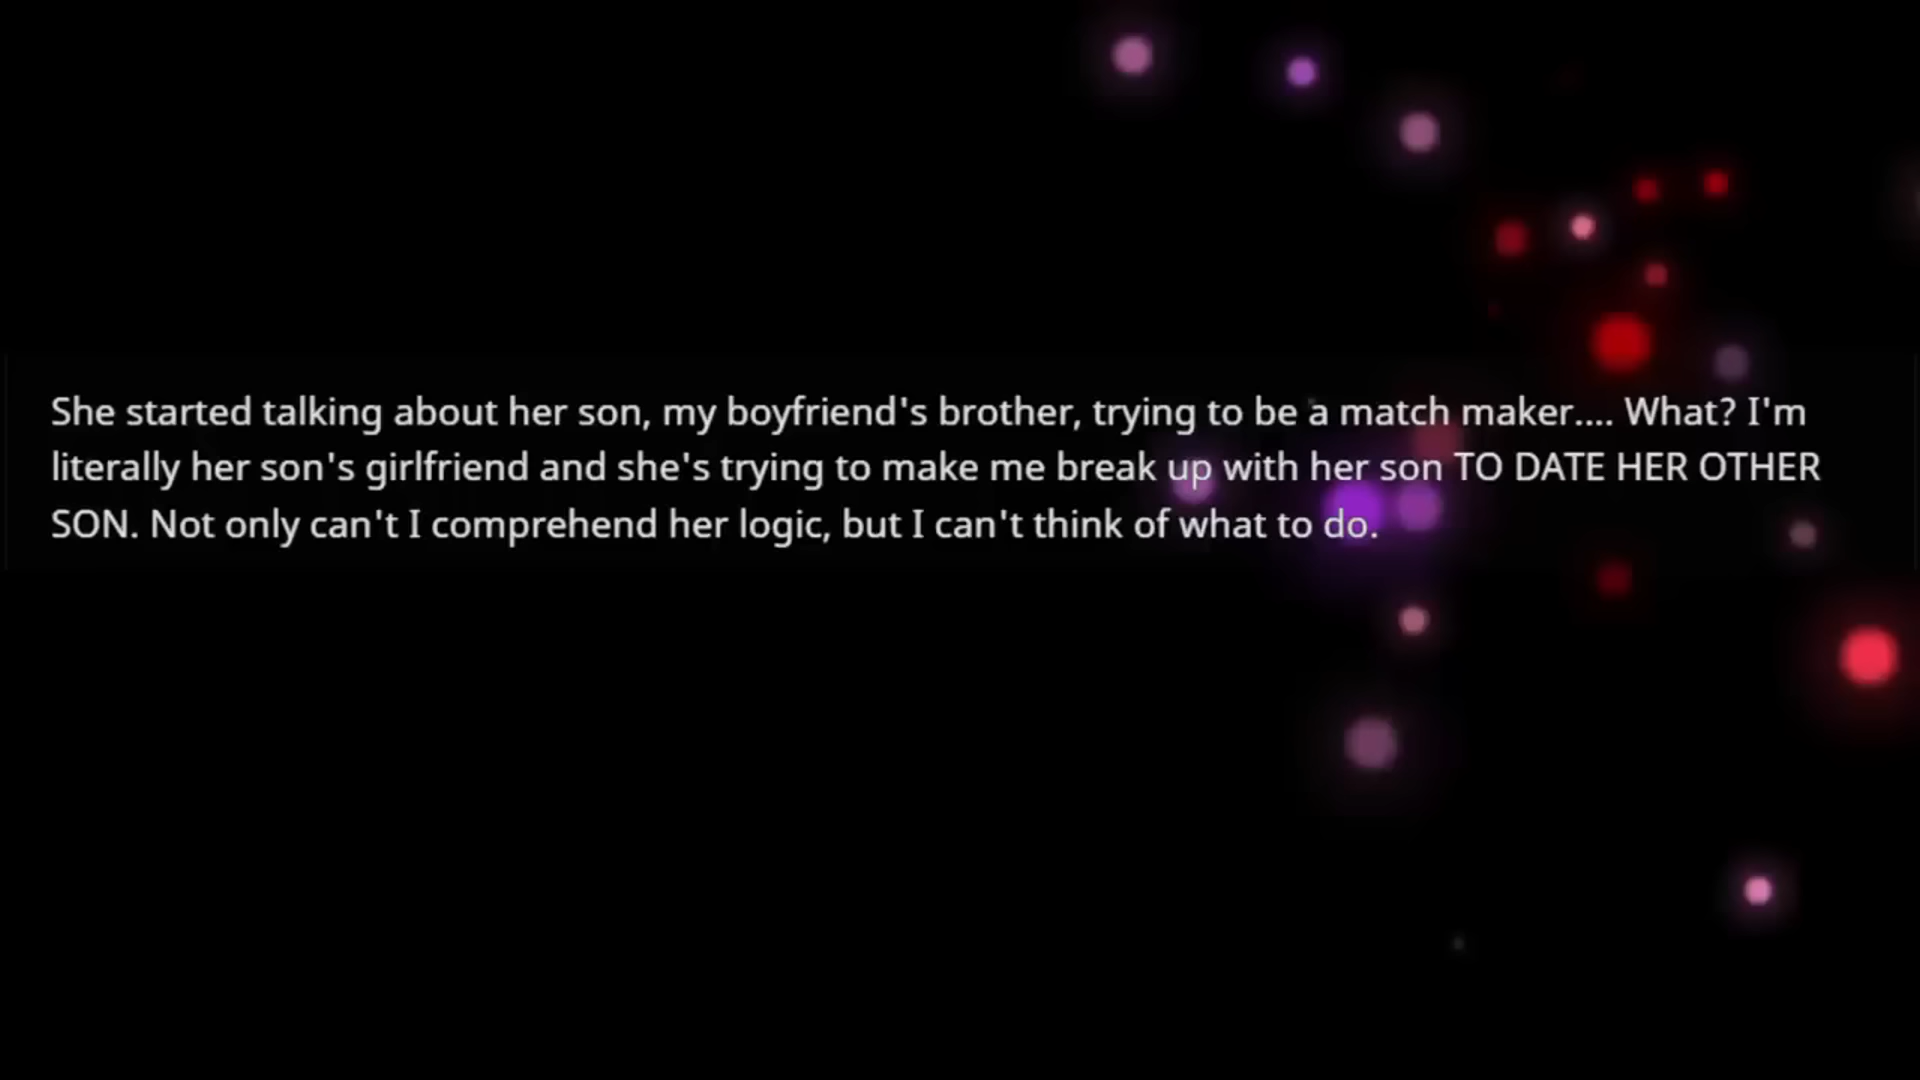 She started talking about her son, my boyfriend's brother, trying to be a match maker.... What? I'm
literally her son's girlfriend and she's trying to make me break up with her son TO DATE HER OTHER
SON. Not only can't I comprehend her logic, but I can't think of what to do.